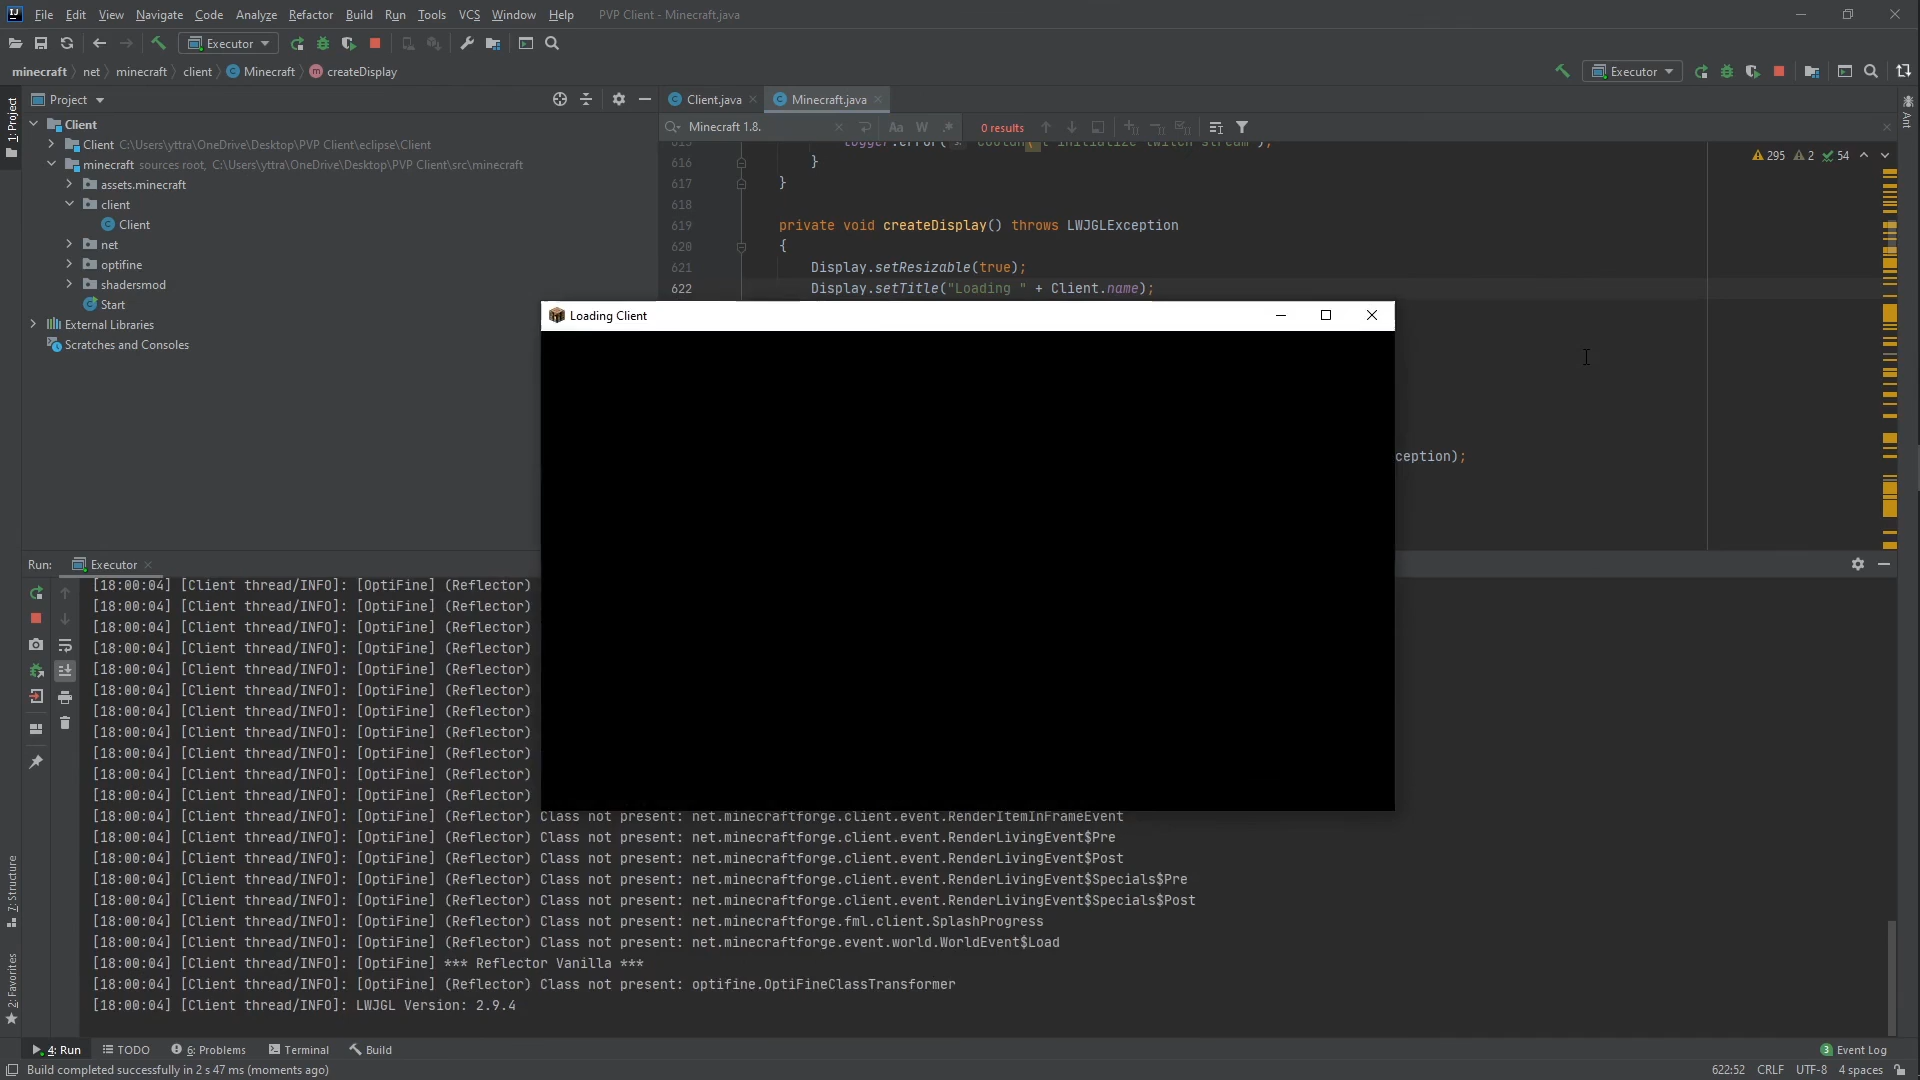 File Edit View Navigate Code Analyze Refactor Build Run Tools VCS Window Help PVP Client - Minecraft.java
Executor
minecraft net minecraft client Minecraft createDisplay
Executor
Project
Client.java Minecraft.java
1: Project
Ant
Client
Minecraft 1.8.
Aa W .* 0 results
Client C:\Users\yttra\OneDrive\Desktop\PVP Client\eclipse\Client
minecraft sources root, C:\Users\yttra\OneDrive\Desktop\PVP Client\src\minecraft
assets.minecraft
client
Client
net
optifine
shadersmod
Start
External Libraries
Scratches and Consoles
295 2 54
615 logger.error( "Couldn\'t initialize twitch stream");
616 }
617 }
618
619 private void createDisplay() throws LWJGLException
620 {
621 Display.setResizable(true);
622 Display.setTitle("Loading " + Client.name);
Loading Client
ception);
Run: Executor
[18:00:04] [Client thread/INFO]: [OptiFine] (Reflector)
[18:00:04] [Client thread/INFO]: [OptiFine] (Reflector)
[18:00:04] [Client thread/INFO]: [OptiFine] (Reflector)
[18:00:04] [Client thread/INFO]: [OptiFine] (Reflector)
[18:00:04] [Client thread/INFO]: [OptiFine] (Reflector)
[18:00:04] [Client thread/INFO]: [OptiFine] (Reflector)
[18:00:04] [Client thread/INFO]: [OptiFine] (Reflector)
[18:00:04] [Client thread/INFO]: [OptiFine] (Reflector)
[18:00:04] [Client thread/INFO]: [OptiFine] (Reflector)
[18:00:04] [Client thread/INFO]: [OptiFine] (Reflector)
[18:00:04] [Client thread/INFO]: [OptiFine] (Reflector)
[18:00:04] [Client thread/INFO]: [OptiFine] (Reflector) Class not present: net.minecraftforge.client.event.RenderItemInFrameEvent
[18:00:04] [Client thread/INFO]: [OptiFine] (Reflector) Class not present: net.minecraftforge.client.event.RenderLivingEvent$Pre
[18:00:04] [Client thread/INFO]: [OptiFine] (Reflector) Class not present: net.minecraftforge.client.event.RenderLivingEvent$Post
[18:00:04] [Client thread/INFO]: [OptiFine] (Reflector) Class not present: net.minecraftforge.client.event.RenderLivingEvent$Specials$Pre
[18:00:04] [Client thread/INFO]: [OptiFine] (Reflector) Class not present: net.minecraftforge.client.event.RenderLivingEvent$Specials$Post
[18:00:04] [Client thread/INFO]: [OptiFine] (Reflector) Class not present: net.minecraftforge.fml.client.SplashProgress
[18:00:04] [Client thread/INFO]: [OptiFine] (Reflector) Class not present: net.minecraftforge.event.world.WorldEvent$Load
[18:00:04] [Client thread/INFO]: [OptiFine] *** Reflector Vanilla ***
[18:00:04] [Client thread/INFO]: [OptiFine] (Reflector) Class not present: optifine.OptiFineClassTransformer
[18:00:04] [Client thread/INFO]: LWJGL Version: 2.9.4
7: Structure
2: Favorites
4: Run TODO 6: Problems Terminal Build 3 Event Log
Build completed successfully in 2 s 47 ms (moments ago) 622:52 CRLF UTF-8 4 spaces